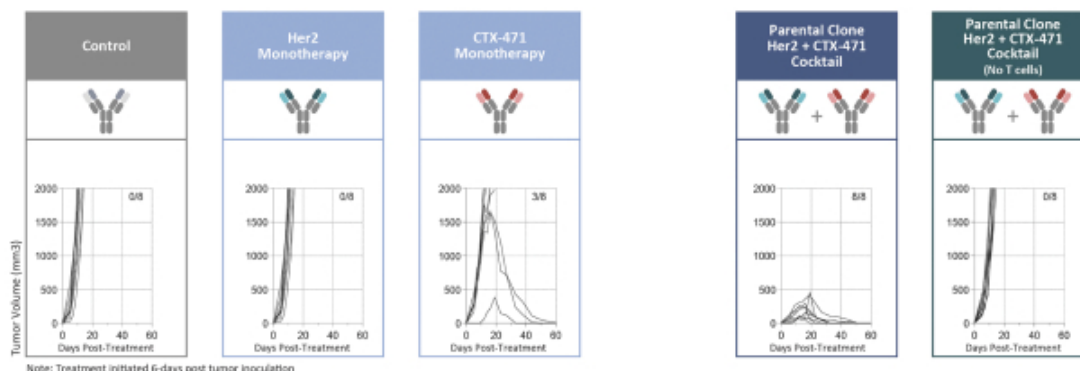 Control
Her2
Monotherapy
CTX-471
Monotherapy
Parental Clone
Her2 + CTX-471
Cocktail
Parental Clone
Her2 + CTX-471
Cocktail
(No T cells)
+
+
Tumor Volume (mm3)
2000
1500
1000
500
0
0/8
0 20 40 60
Days Post-Treatment
2000
1500
1000
500
0
0/8
0 20 40 60
Days Post-Treatment
2000
1500
1000
500
0
3/8
0 20 40 60
Days Post-Treatment
2000
1500
1000
500
0
8/8
0 20 40 60
Days Post-Treatment
2000
1500
1000
500
0
0/8
0 20 40 60
Days Post-Treatment
Note: Treatment initiated 6-days post tumor inoculation